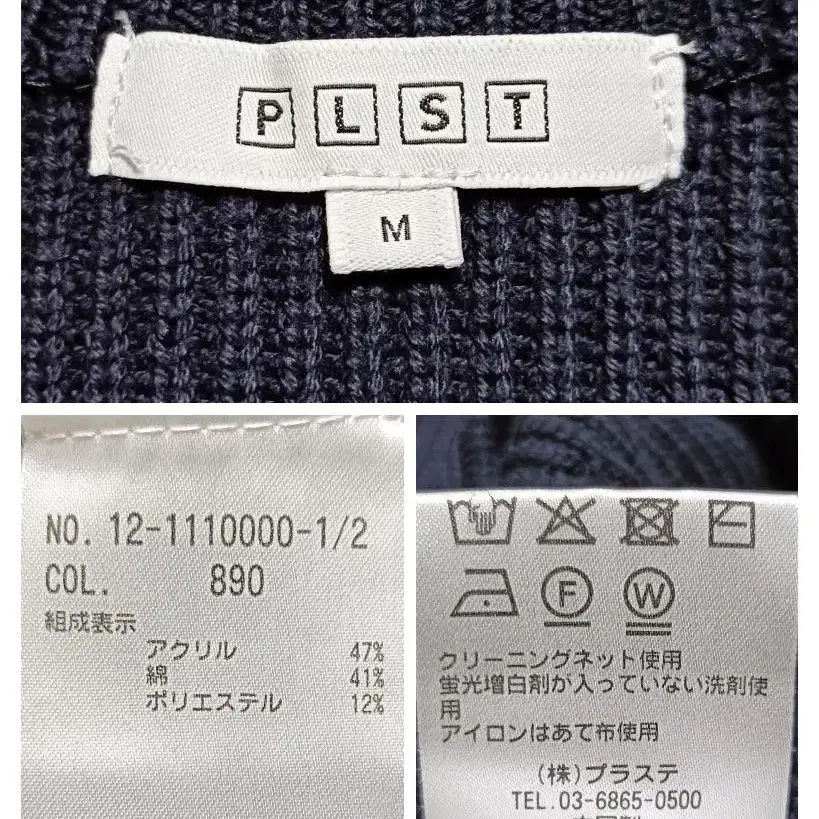 PLST
M
NO. 12-1110000-1/2
COL. 890
組成表示
アクリル 47%
綿 41%
ポリエステル 12%
F W
クリーニングネット使用
蛍光増白剤が入っていない洗剤使
用
アイロンはあて布使用
(株)プラステ
TEL.03-6865-0500